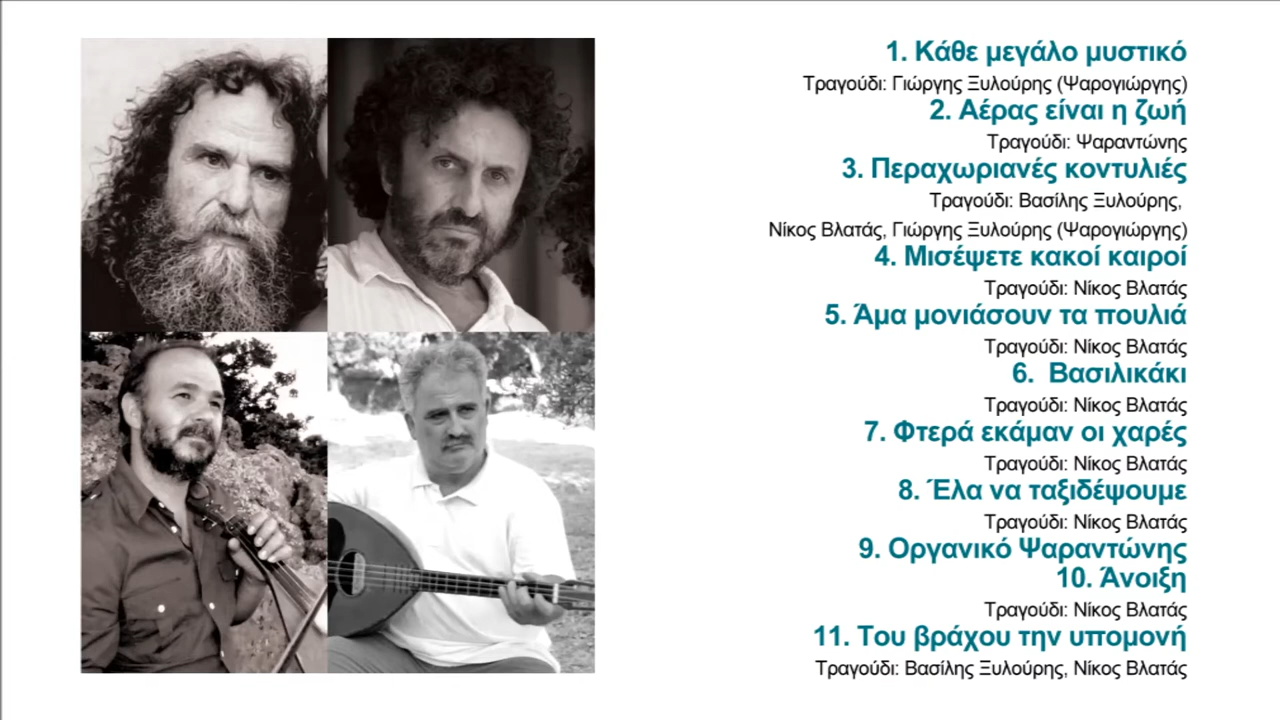 1. Κάθε μεγάλο μυστικό
Τραγούδι: Γιώργης Ξυλούρης (Ψαρογιώργης)
2. Αέρας είναι η ζωή
Τραγούδι: Ψαραντώνης
3. Περαχωριανές κοντυλιές
Τραγούδι: Βασίλης Ξυλούρης,
Νίκος Βλατάς, Γιώργης Ξυλούρης (Ψαρογιώργης)
4. Μισέψετε κακοί καιροί
Τραγούδι: Νίκος Βλατάς
5. Άμα μονιάσουν τα πουλιά
Τραγούδι: Νίκος Βλατάς
6. Βασιλικάκι
Τραγούδι: Νίκος Βλατάς
7. Φτερά εκάμαν οι χαρές
Τραγούδι: Νίκος Βλατάς
8. Έλα να ταξιδέψουμε
Τραγούδι: Νίκος Βλατάς
9. Οργανικό Ψαραντώνης
10. Άνοιξη
Τραγούδι: Νίκος Βλατάς
11. Του βράχου την υπομονή
Τραγούδι: Βασίλης Ξυλούρης, Νίκος Βλατάς